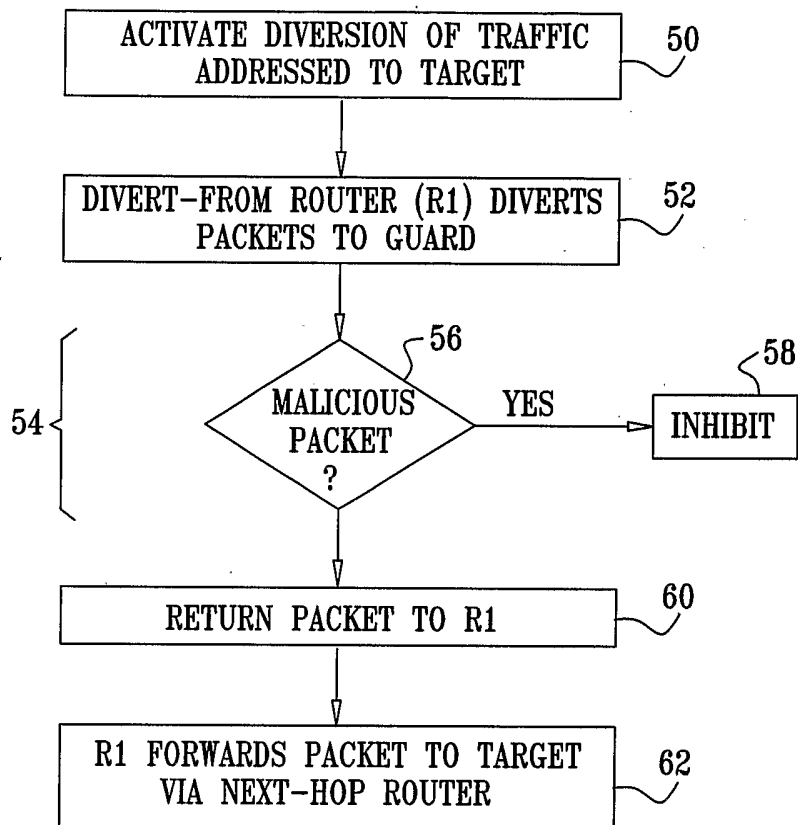 ACTIVATE DIVERSION OF TRAFFIC
ADDRESSED TO TARGET
50
DIVERT-FROM ROUTER (R1) DIVERTS
PACKETS TO GUARD
52
54
56
MALICIOUS
PACKET
?
YES
58
INHIBIT
RETURN PACKET TO R1
60
R1 FORWARDS PACKET TO TARGET
VIA NEXT-HOP ROUTER
62